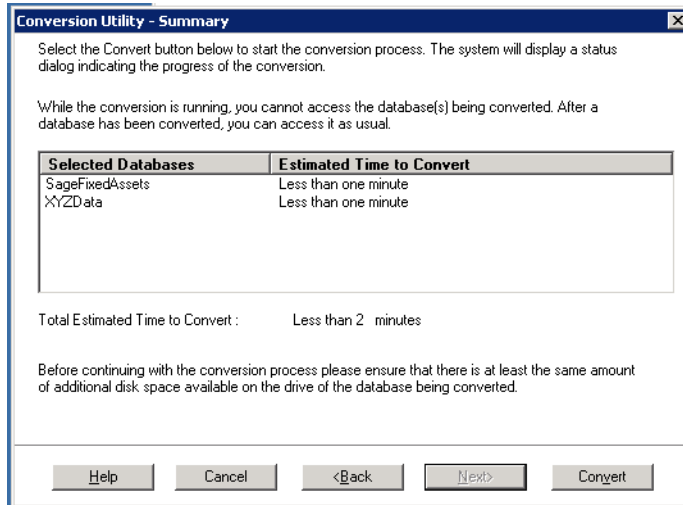 Conversion Utility - Summary
Select the Convert button below to start the conversion process. The system will display a status
dialog indicating the progress of the conversion.
While the conversion is running, you cannot access the database(s) being converted. After a
database has been converted, you can access it as usual.
Selected Databases Estimated Time to Convert
SageFixedAssets Less than one minute
XYZData Less than one minute
Total Estimated Time to Convert : Less than 2 minutes
Before continuing with the conversion process please ensure that there is at least the same amount
of additional disk space available on the drive of the database being converted.
Help Cancel <Back Next> Convert